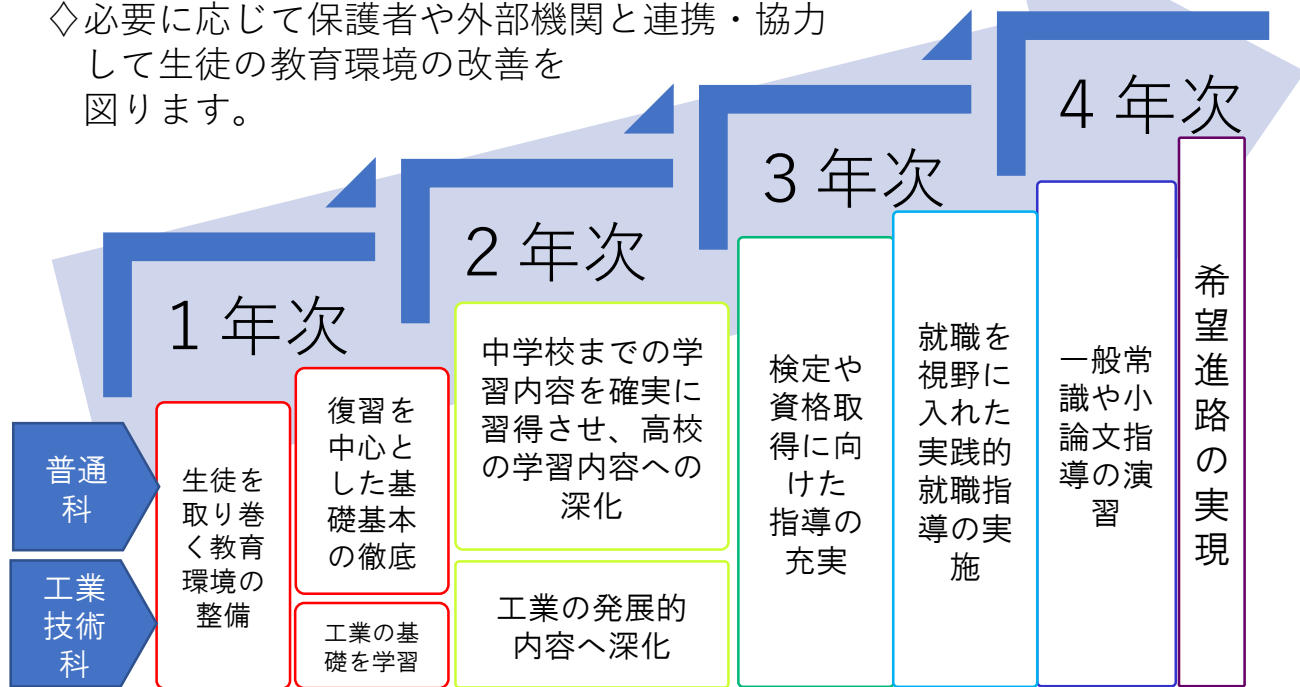 ◇必要に応じて保護者や外部機関と連携・協力
して生徒の教育環境の改善を
図ります。
1年次
2年次
3年次
4年次
普通
科
工業
技術
科
生徒を
取り巻
く教育
環境の
整備
復習を
中心と
した基
礎基本
の徹底
工業の基
礎を学習
中学校までの学
習内容を確実に
習得させ、高校
の学習内容への
深化
工業の発展的
内容へ深化
検定や
資格取
得に向
けた
指導の
充実
就職を
視野に
入れた
実践的
就職指
導の実
施
一般常
識や小
論文指
導の演
習
希望進路の実現